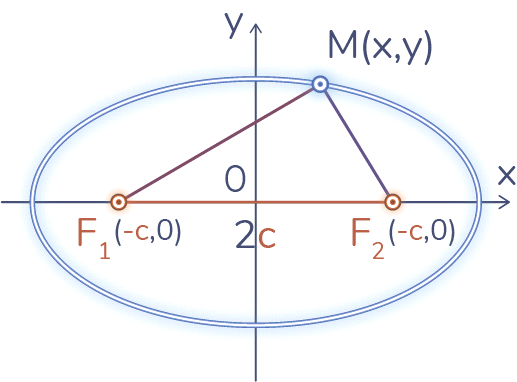 y
M(x,y)
0
x
F1(-c,0)
2c
F2(-c,0)